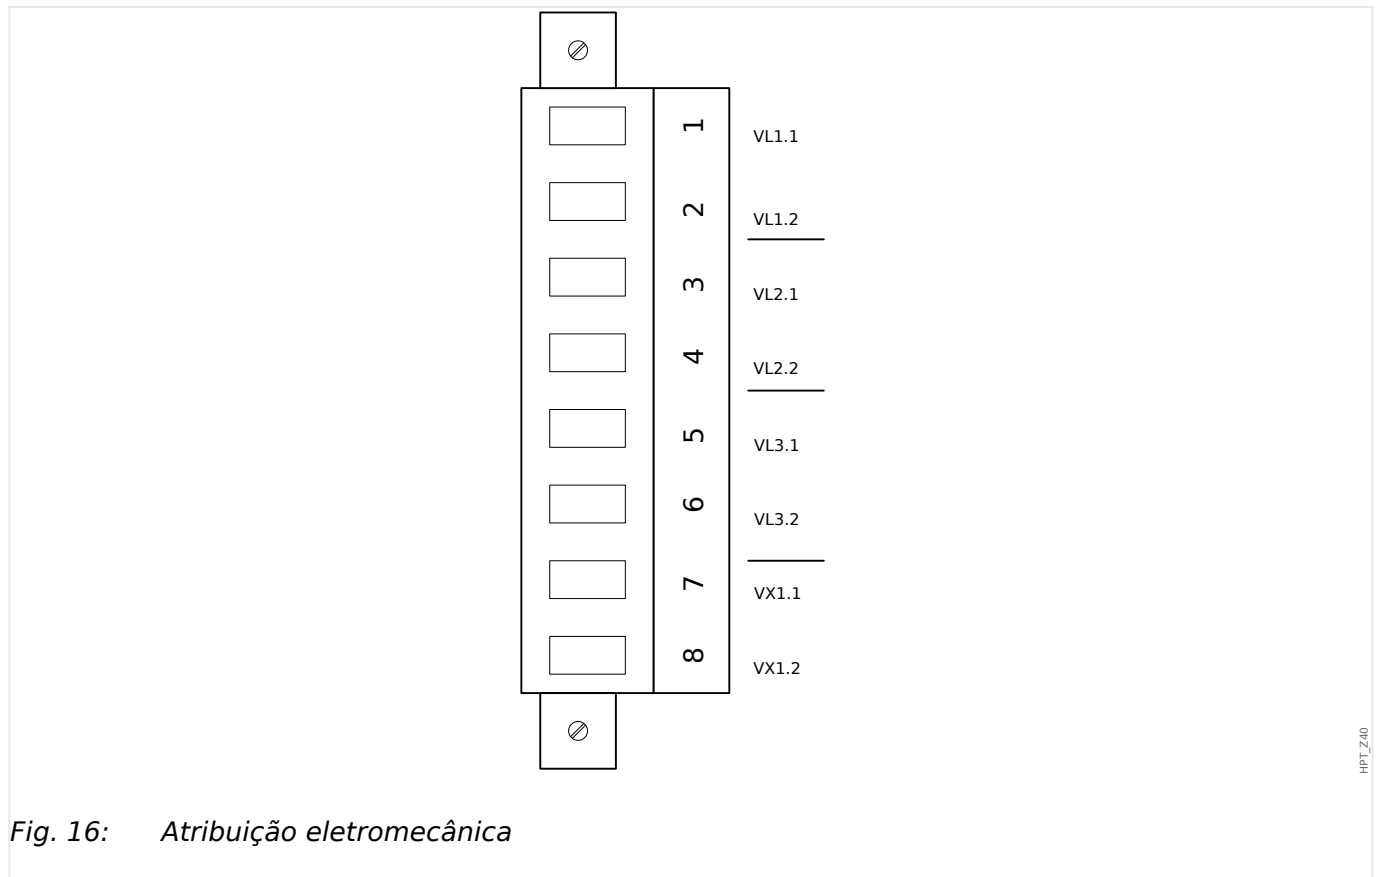 1 VL1.1
2 VL1.2
3 VL2.1
4 VL2.2
5 VL3.1
6 VL3.2
7 VX1.1
8 VX1.2
HPT_Z40
Fig. 16: Atribuição eletromecânica